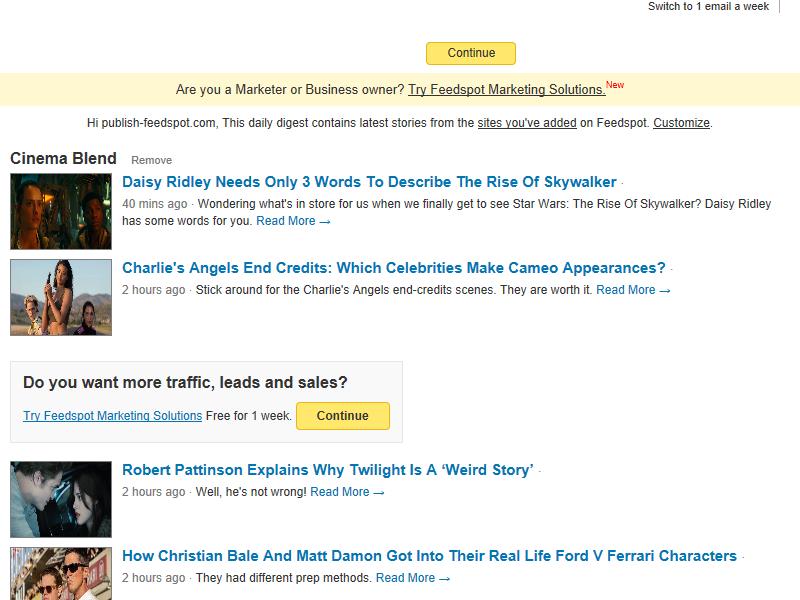 Switch to 1 email a week
Continue
Are you a Marketer or Business owner? Try Feedspot Marketing Solutions.New
Hi publish-feedspot.com, This daily digest contains latest stories from the sites you've added on Feedspot. Customize.
Cinema Blend Remove
Daisy Ridley Needs Only 3 Words To Describe The Rise Of Skywalker ·
40 mins ago · Wondering what's in store for us when we finally get to see Star Wars: The Rise Of Skywalker? Daisy Ridley
has some words for you. Read More →
Charlie's Angels End Credits: Which Celebrities Make Cameo Appearances? ·
2 hours ago · Stick around for the Charlie's Angels end-credits scenes. They are worth it. Read More →
Do you want more traffic, leads and sales?
Try Feedspot Marketing Solutions Free for 1 week. Continue
Robert Pattinson Explains Why Twilight Is A ‘Weird Story’ ·
2 hours ago · Well, he's not wrong! Read More →
How Christian Bale And Matt Damon Got Into Their Real Life Ford V Ferrari Characters ·
2 hours ago · They had different prep methods. Read More →